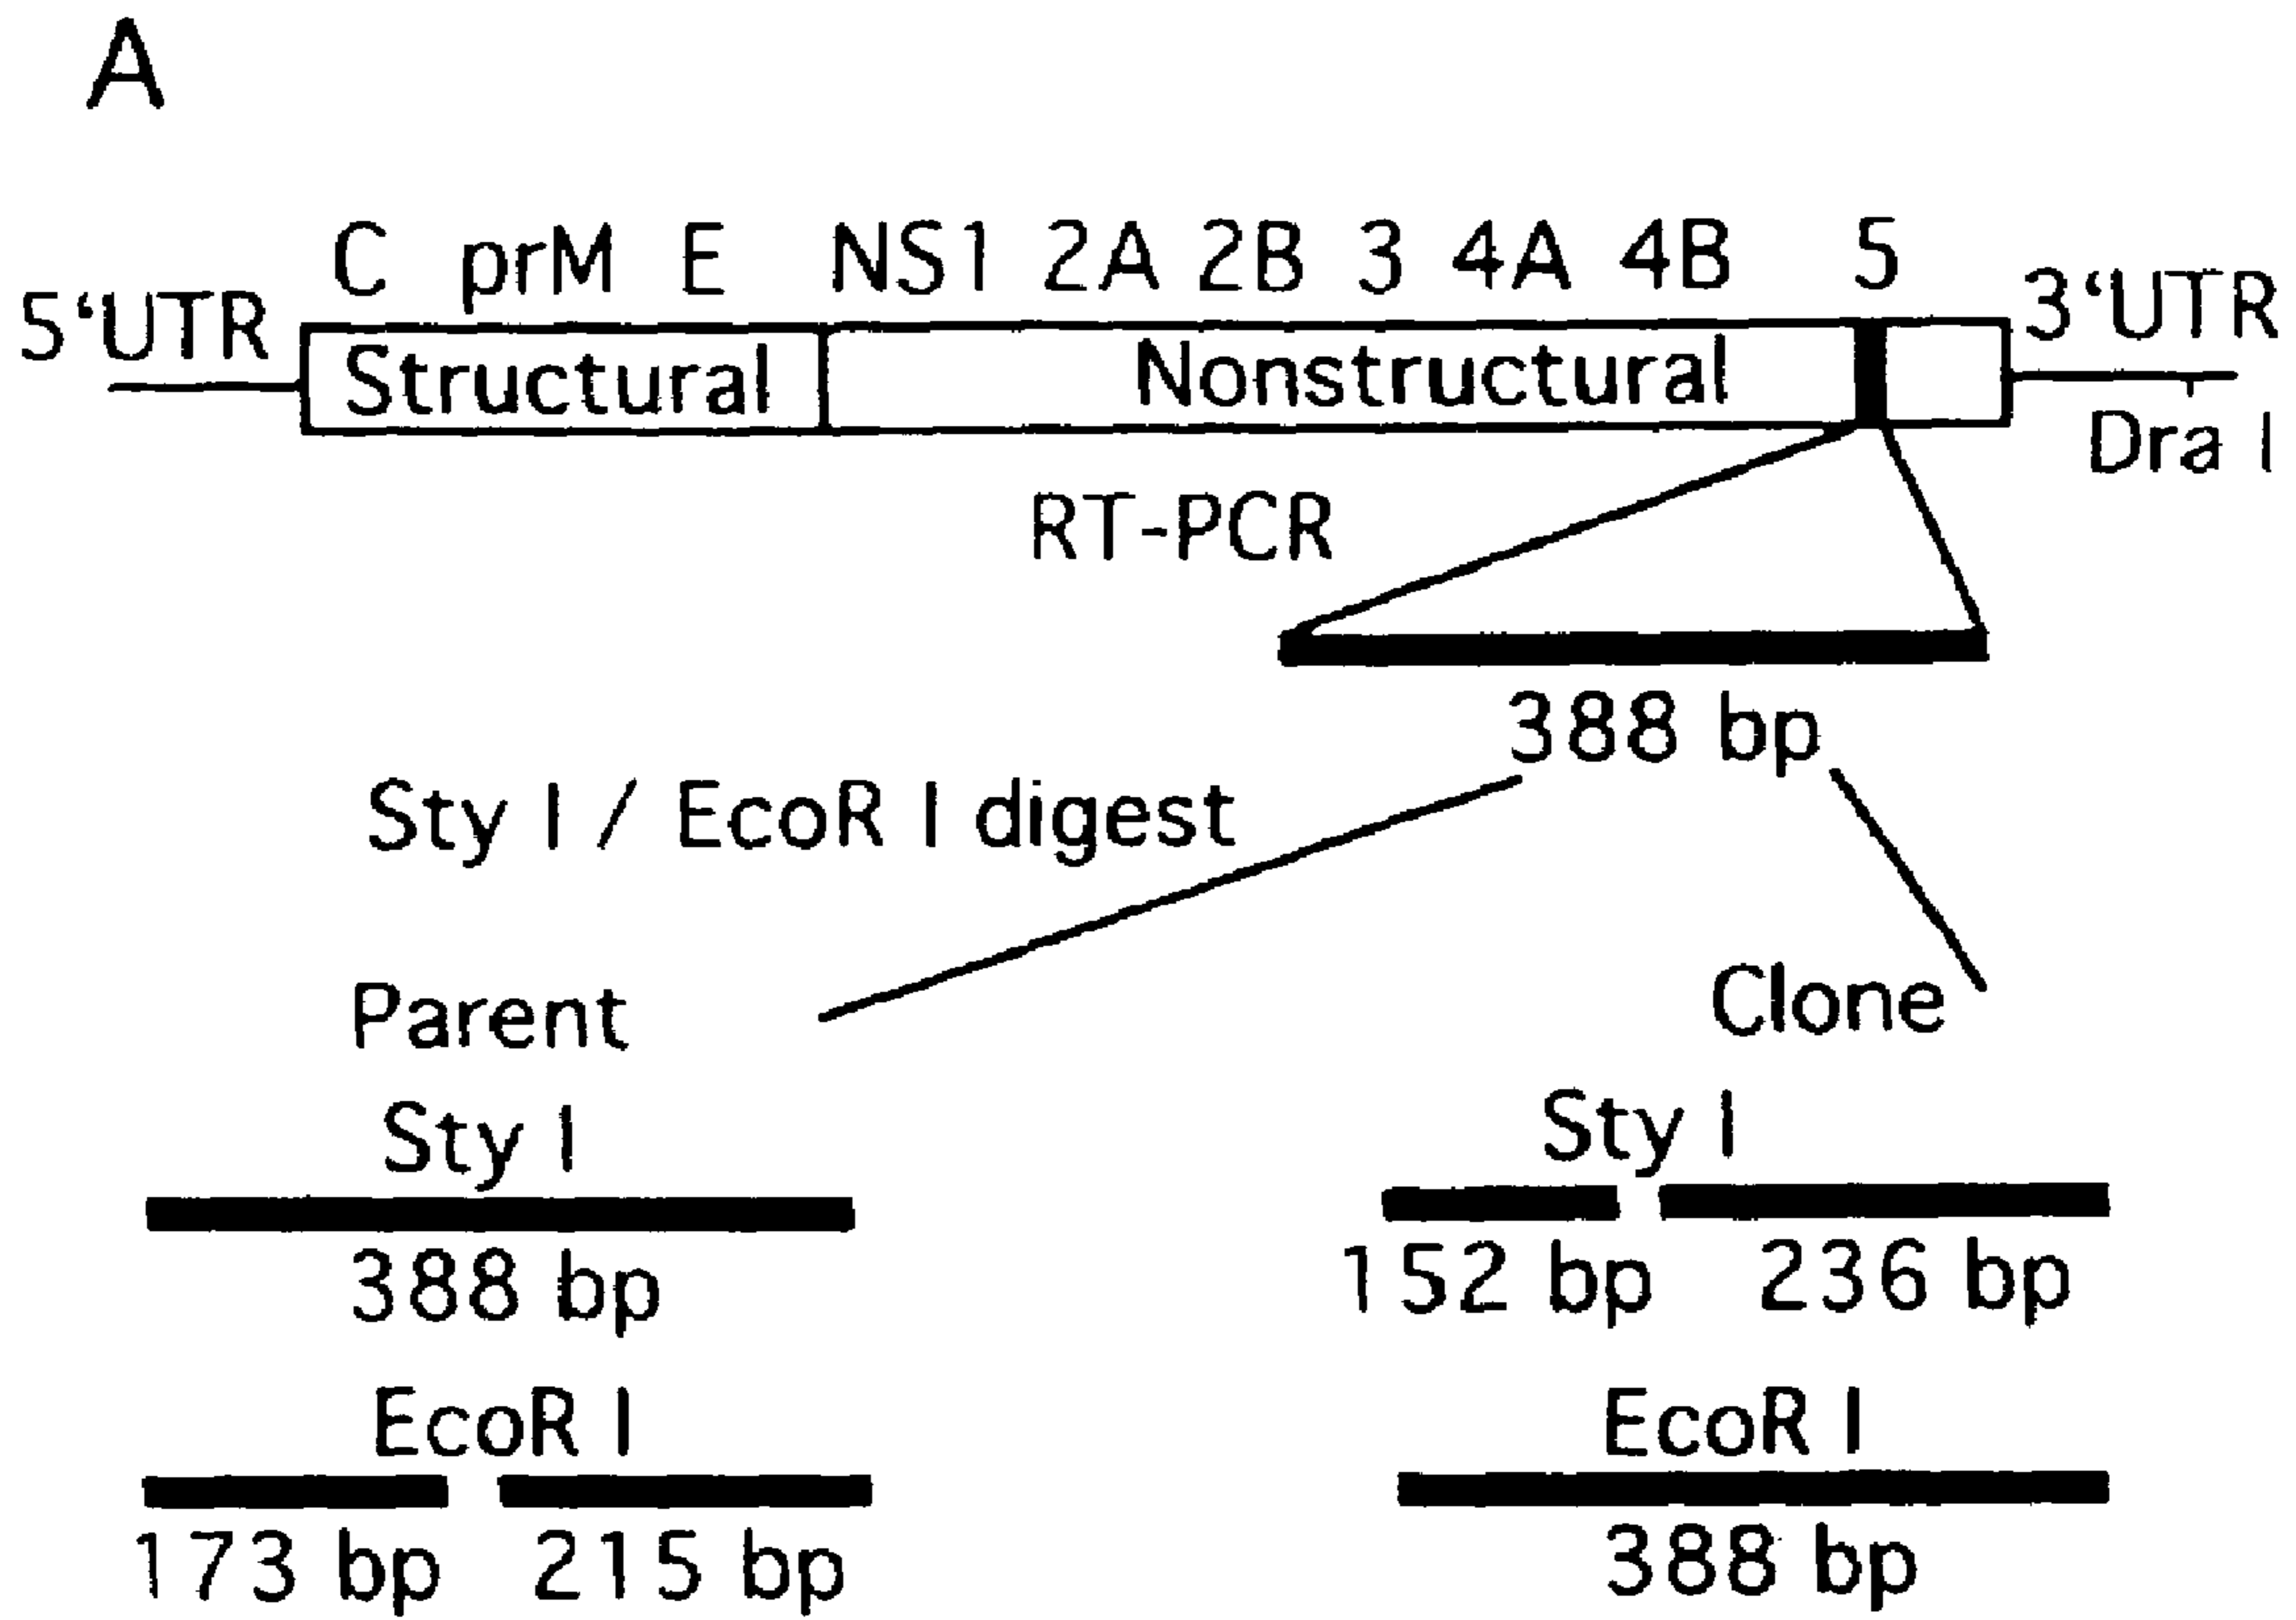 A
C prM E NS1 2A 2B 3 4A 4B 5
5‘UTR 3‘UTR
Structural Nonstructural
Dra I
RT-PCR
388 bp
Sty I / EcoR I digest
Parent Clone
Sty I Sty I
388 bp 152 bp 236 bp
EcoR I EcoR I
173 bp 215 bp 388 bp